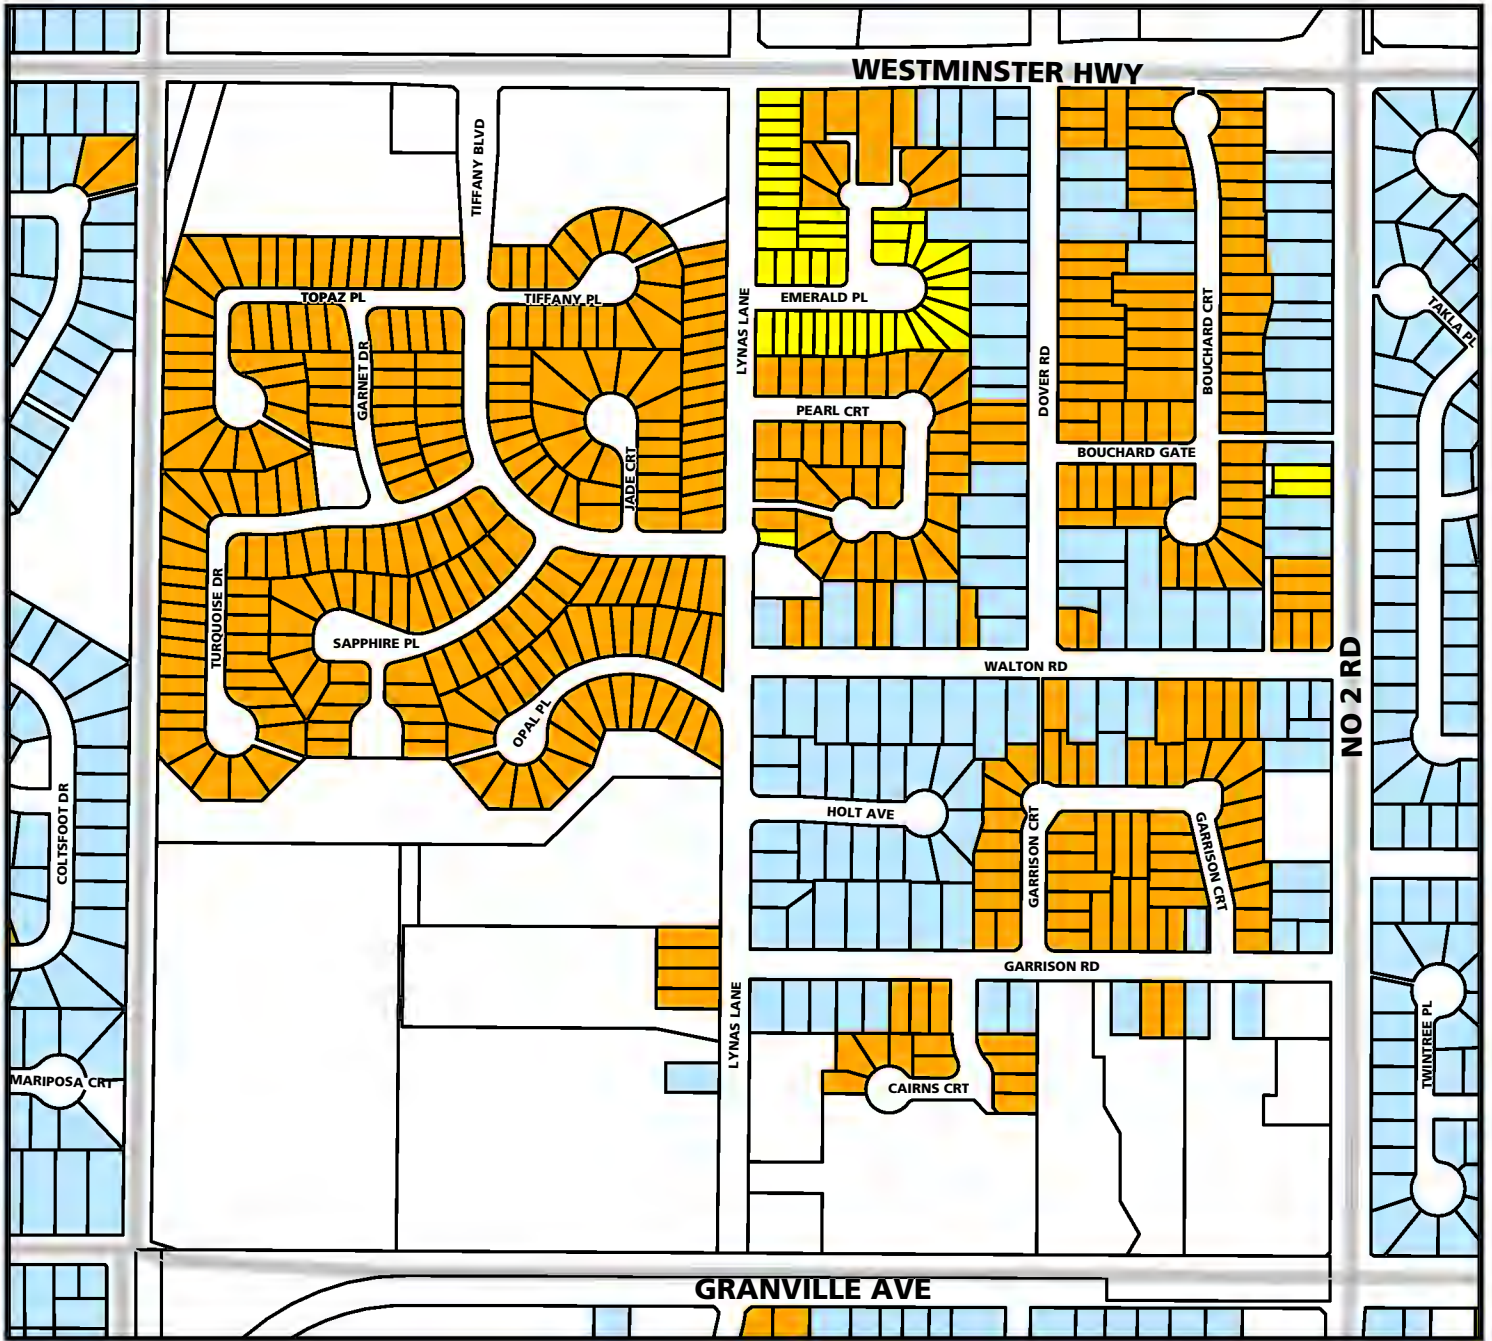 WESTMINSTER HWY
TIFFANY BLVD
TOPAZ PL
TIFFANY PL
EMERALD PL
LYNAS LANE
GARNET DR
DOVER RD
BOUCHARD CRT
TAKLA PL
PEARL CRT
BOUCHARD GATE
JADE CRT
TURQUOISE DR
SAPPHIRE PL
WALTON RD
NO 2 RD
OPAL PL
COLTSFOOT DR
HOLT AVE
GARRISON CRT
GARRISON CRT
GARRISON RD
LYNAS LANE
TWINTREE PL
MARIPOSA CRT
CAIRNS CRT
GRANVILLE AVE